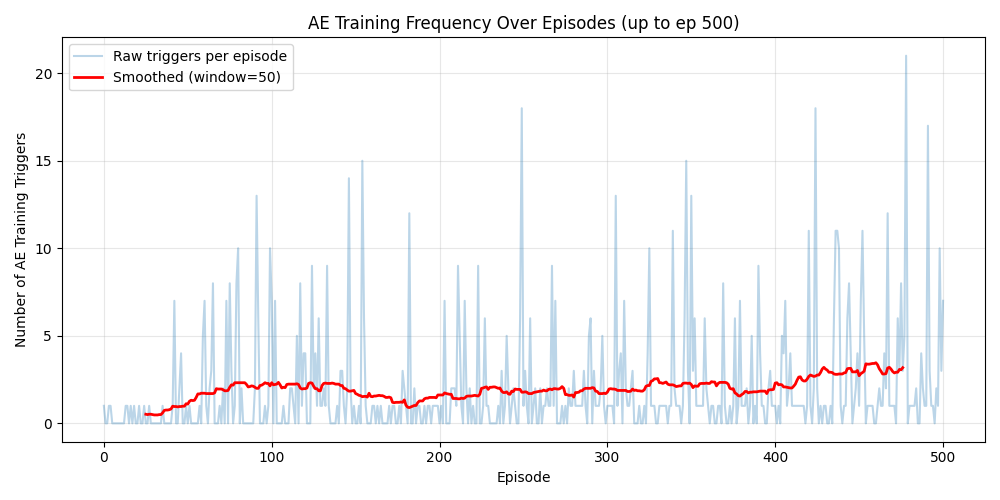 AE Training Frequency Over Episodes (up to ep 500)
Raw triggers per episode
Smoothed (window=50)
Number of AE Training Triggers
20
15
10
5
0
0 100 200 300 400 500
Episode